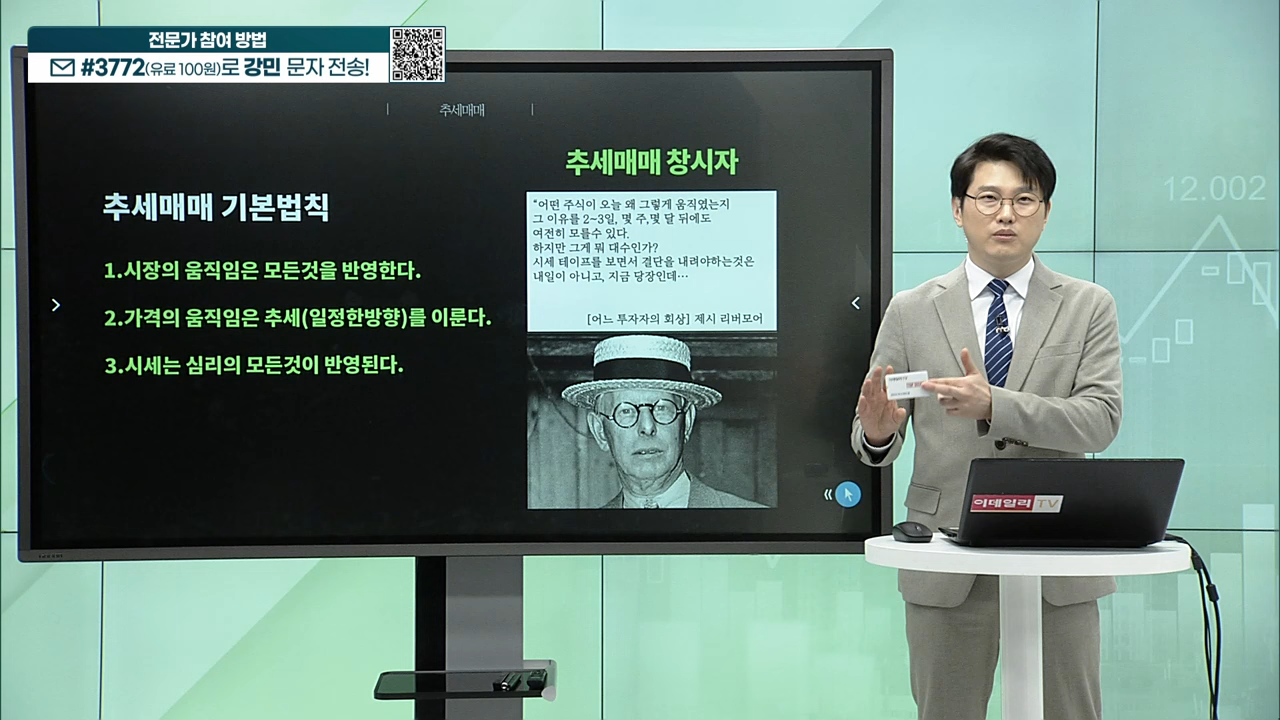 전문가 참여 방법
#3772(유료 100원)로 강민 문자 전송!
추세매매
추세매매 창시자
추세매매 기본법칙
1.시장의 움직임은 모든것을 반영한다.
2.가격의 움직임은 추세(일정한방향)를 이룬다.
3.시세는 심리의 모든것이 반영된다.
"어떤 주식이 오늘 왜 그렇게 움직였는지
그 이유를 2~3일, 몇 주,몇 달 뒤에도
여전히 모를수 있다.
하지만 그게 뭐 대수인가?
시세 테이프를 보면서 결단을 내려야하는것은
내일이 아니고, 지금 당장인데…
[어느 투자자의 회상] 제시 리버모어
12.002
이데일리TV